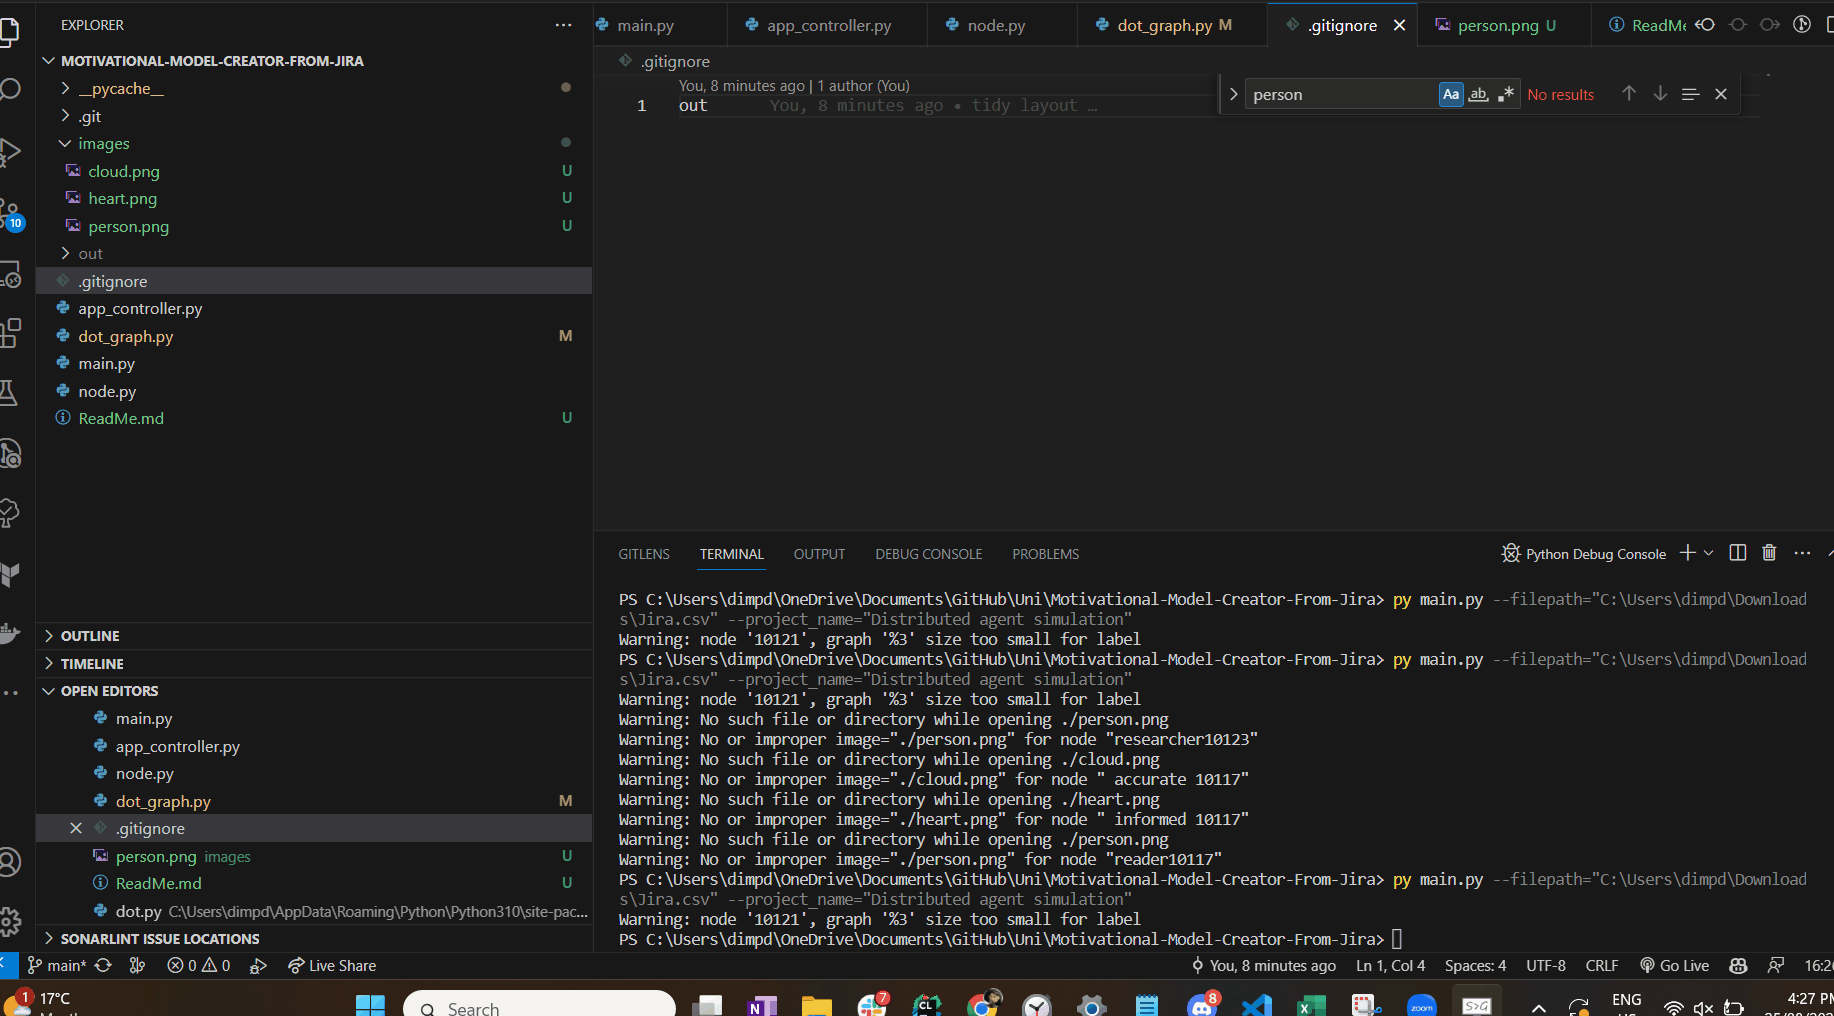 EXPLORER
MOTIVATIONAL-MODEL-CREATOR-FROM-JIRA
__pycache__
.git
images
cloud.png U
heart.png U
person.png U
out
.gitignore
app_controller.py
dot_graph.py M
main.py
node.py
ReadMe.md U
OUTLINE
TIMELINE
OPEN EDITORS
main.py
app_controller.py
node.py
dot_graph.py M
.gitignore
person.png images U
ReadMe.md U
dot.py C:\Users\dimpd\AppData\Roaming\Python\Python310\site-pac...
SONARLINT ISSUE LOCATIONS
10
main.py app_controller.py node.py dot_graph.py M .gitignore person.png U ReadMe
.gitignore
You, 8 minutes ago | 1 author (You)
1 out You, 8 minutes ago • tidy layout …
person Aa ab No results
GITLENS TERMINAL OUTPUT DEBUG CONSOLE PROBLEMS Python Debug Console
PS C:\Users\dimpd\OneDrive\Documents\GitHub\Uni\Motivational-Model-Creator-From-Jira> py main.py --filepath="C:\Users\dimpd\Download
s\Jira.csv" --project_name="Distributed agent simulation"
Warning: node '10121', graph '%3' size too small for label
PS C:\Users\dimpd\OneDrive\Documents\GitHub\Uni\Motivational-Model-Creator-From-Jira> py main.py --filepath="C:\Users\dimpd\Download
s\Jira.csv" --project_name="Distributed agent simulation"
Warning: node '10121', graph '%3' size too small for label
Warning: No such file or directory while opening ./person.png
Warning: No or improper image="./person.png" for node "researcher10123"
Warning: No such file or directory while opening ./cloud.png
Warning: No or improper image="./cloud.png" for node " accurate 10117"
Warning: No such file or directory while opening ./heart.png
Warning: No or improper image="./heart.png" for node " informed 10117"
Warning: No such file or directory while opening ./person.png
Warning: No or improper image="./person.png" for node "reader10117"
PS C:\Users\dimpd\OneDrive\Documents\GitHub\Uni\Motivational-Model-Creator-From-Jira> py main.py --filepath="C:\Users\dimpd\Download
s\Jira.csv" --project_name="Distributed agent simulation"
Warning: node '10121', graph '%3' size too small for label
PS C:\Users\dimpd\OneDrive\Documents\GitHub\Uni\Motivational-Model-Creator-From-Jira>
main* 0 0 Live Share You, 8 minutes ago Ln 1, Col 4 Spaces: 4 UTF-8 CRLF Go Live
1 17°C Search N 7 CL 8 zoom S>G ENG 4:27